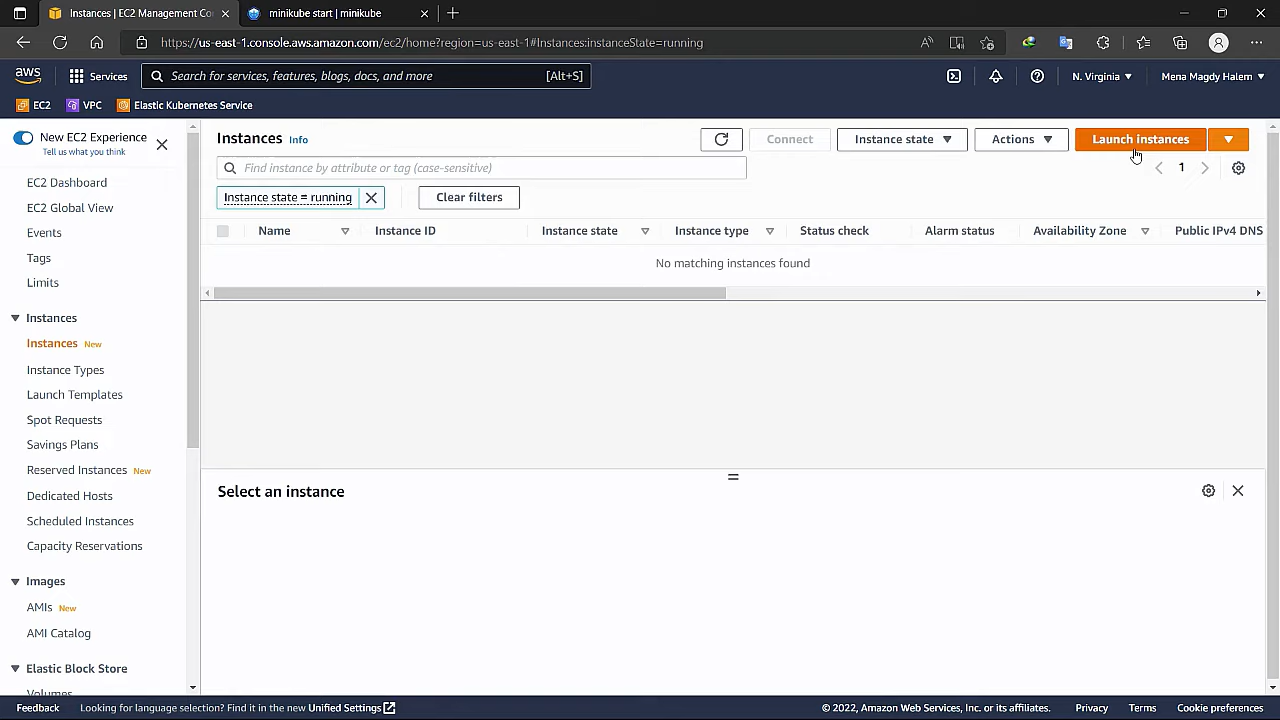 Instances | EC2 Management Co
minikube start | minikube
https://us-east-1.console.aws.amazon.com/ec2/home?region=us-east-1#Instances:instanceState=running
aws
Services
Search for services, features, blogs, docs, and more
[Alt+S]
N. Virginia
Mena Magdy Halem
EC2
VPC
Elastic Kubernetes Service
New EC2 Experience
Tell us what you think
EC2 Dashboard
EC2 Global View
Events
Tags
Limits
Instances
Instances New
Instance Types
Launch Templates
Spot Requests
Savings Plans
Reserved Instances New
Dedicated Hosts
Scheduled Instances
Capacity Reservations
Images
AMIs New
AMI Catalog
Elastic Block Store
Volumes
Instances Info
Connect
Instance state
Actions
Launch instances
Find instance by attribute or tag (case-sensitive)
1
Instance state = running
Clear filters
Name
Instance ID
Instance state
Instance type
Status check
Alarm status
Availability Zone
Public IPv4 DNS
No matching instances found
Select an instance
Feedback
Looking for language selection? Find it in the new Unified Settings
© 2022, Amazon Web Services, Inc. or its affiliates.
Privacy
Terms
Cookie preferences